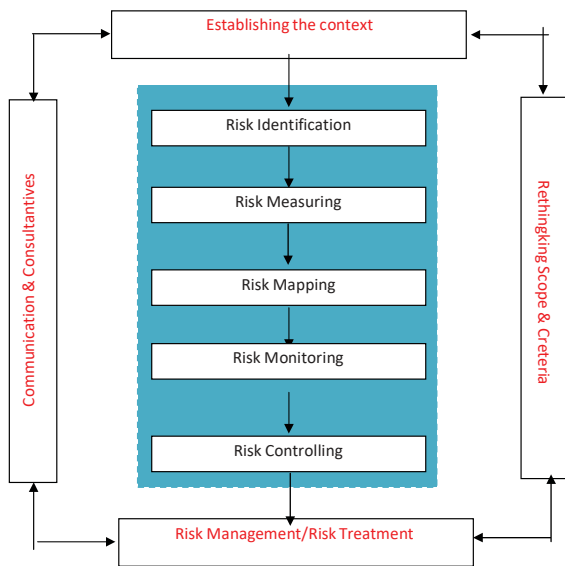 Establishing the context
Risk Identification
Risk Measuring
Risk Mapping
Risk Monitoring
Risk Controlling
Risk Management/Risk Treatment
Communication & Consultantives
Rethingking Scope & Creteria